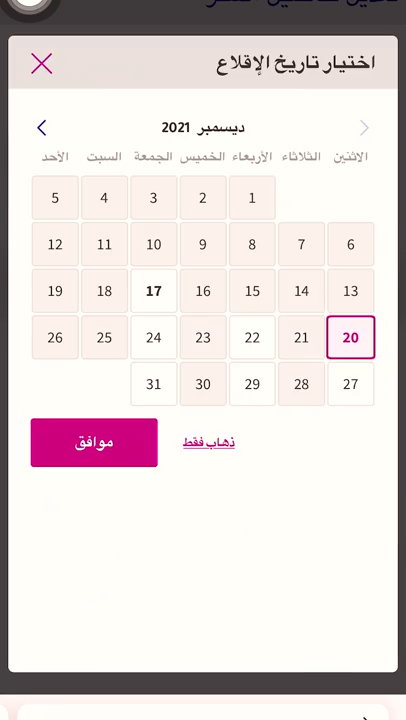 اختيار تاريخ الإقلاع
ديسمبر 2021
الاثنين الثلاثاء الأربعاء الخميس الجمعة السبت الأحد
1 2 3 4 5
6 7 8 9 10 11 12
13 14 15 16 17 18 19
20 21 22 23 24 25 26
27 28 29 30 31
ذهاب فقط
موافق